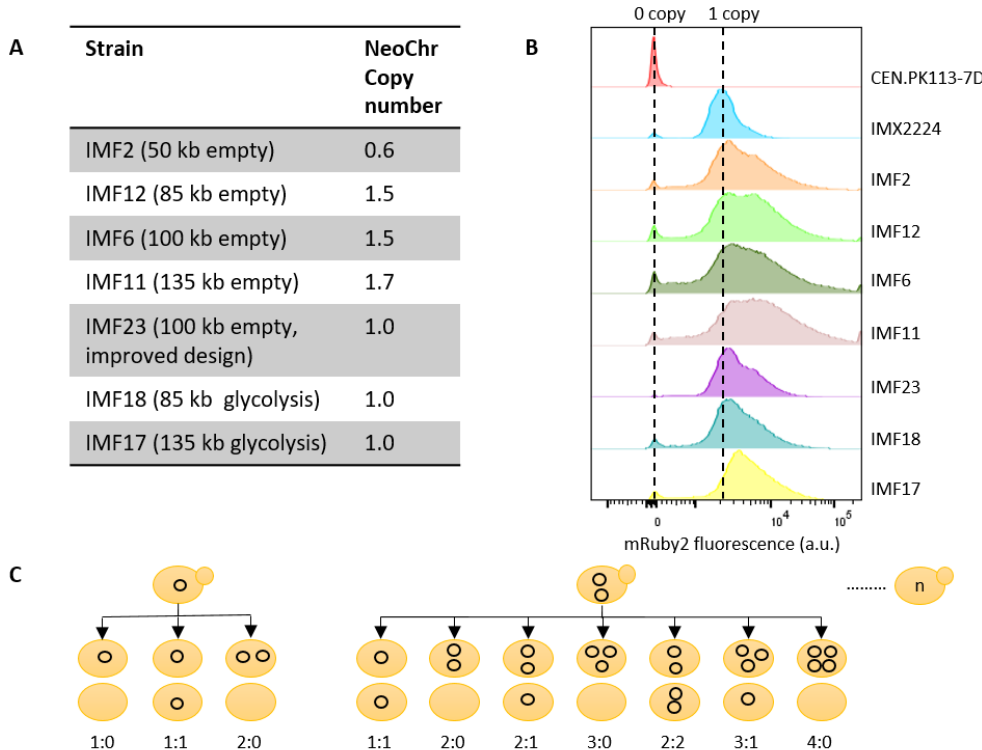 A
Strain
NeoChr
Copy
number
IMF2 (50 kb empty)
0.6
IMF12 (85 kb empty)
1.5
IMF6 (100 kb empty)
1.5
IMF11 (135 kb empty)
1.7
IMF23 (100 kb empty,
improved design)
1.0
IMF18 (85 kb glycolysis)
1.0
IMF17 (135 kb glycolysis)
1.0
B
0 copy
1 copy
CEN.PK113-7D
IMX2224
IMF2
IMF12
IMF6
IMF11
IMF23
IMF18
IMF17
0
10^4
10^5
mRuby2 fluorescence (a.u.)
C
......... n
1:0 1:1 2:0
1:1 2:0 2:1 3:0 2:2 3:1 4:0